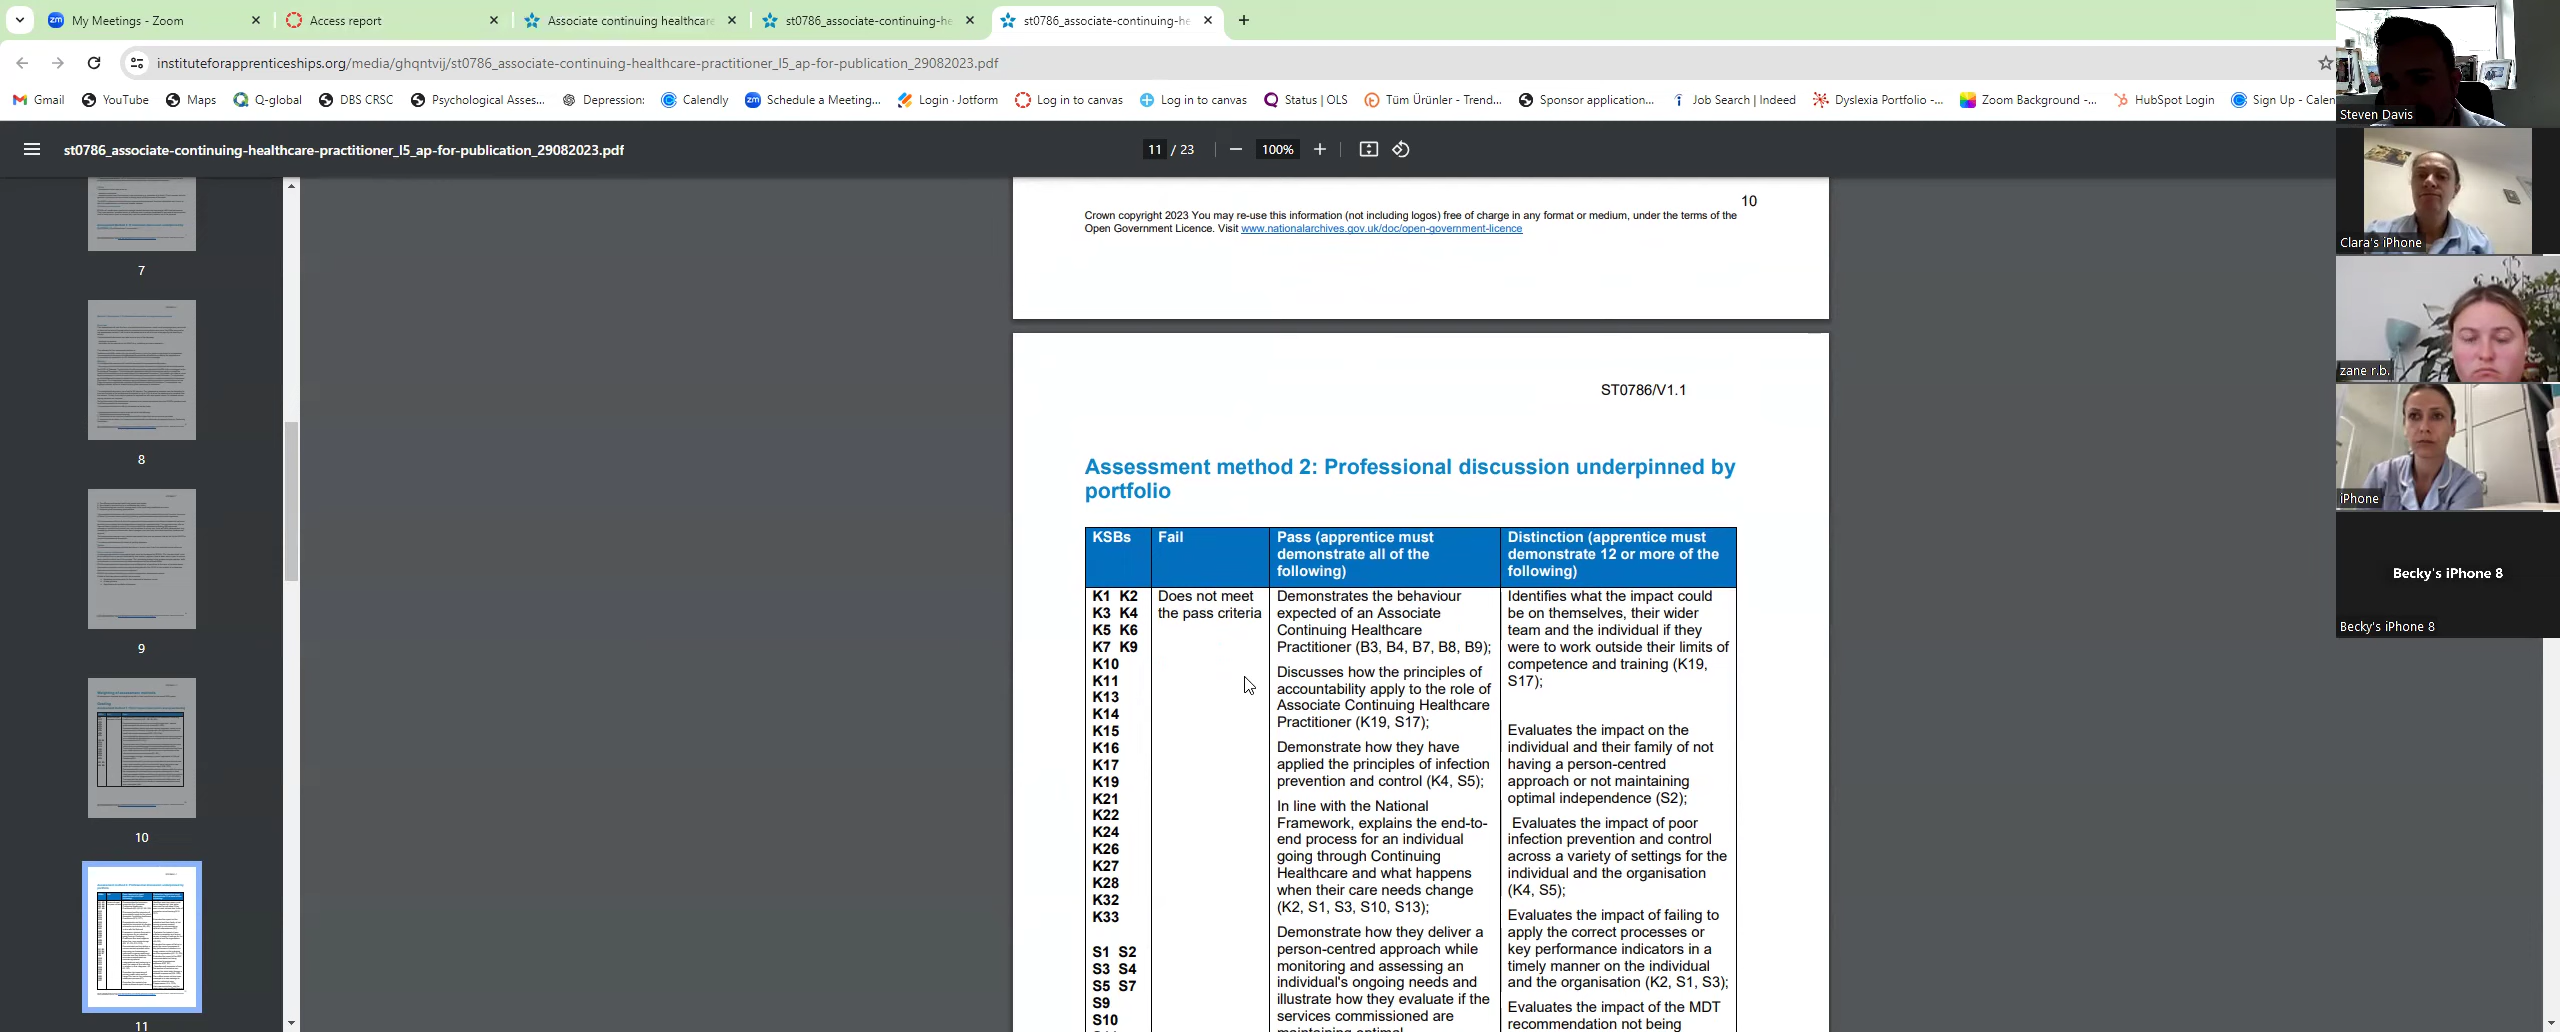 My Meetings - Zoom
Access report
Associate continuing healthcare
st0786_associate-continuing-he
st0786_associate-continuing-he
instituteforapprenticeships.org/media/ghqntvij/st0786_associate-continuing-healthcare-practitioner_l5_ap-for-publication_29082023.pdf
Gmail YouTube Maps Q-global DBS CRSC Psychological Asses... Depression: Calendly Schedule a Meeting... Login · Jotform Log in to canvas Log in to canvas Status | OLS Tüm Ürünler - Trend... Sponsor application... Job Search | Indeed Dyslexia Portfolio -... Zoom Background -... HubSpot Login Sign Up - Calen
st0786_associate-continuing-healthcare-practitioner_l5_ap-for-publication_29082023.pdf
11 / 23
100%
7
8
9
10
11
10
Crown copyright 2023 You may re-use this information (not including logos) free of charge in any format or medium, under the terms of the
Open Government Licence. Visit www.nationalarchives.gov.uk/doc/open-government-licence
ST0786/V1.1
Assessment method 2: Professional discussion underpinned by
portfolio
KSBs
Fail
Pass (apprentice must
demonstrate all of the
following)
Distinction (apprentice must
demonstrate 12 or more of the
following)
K1 K2
K3 K4
K5 K6
K7 K9
K10
K11
K13
K14
K15
K16
K17
K19
K21
K22
K24
K26
K27
K28
K32
K33
S1 S2
S3 S4
S5 S7
S9
S10
Does not meet
the pass criteria
Demonstrates the behaviour
expected of an Associate
Continuing Healthcare
Practitioner (B3, B4, B7, B8, B9);
Discusses how the principles of
accountability apply to the role of
Associate Continuing Healthcare
Practitioner (K19, S17);
Demonstrate how they have
applied the principles of infection
prevention and control (K4, S5);
In line with the National
Framework, explains the end-to-
end process for an individual
going through Continuing
Healthcare and what happens
when their care needs change
(K2, S1, S3, S10, S13);
Demonstrate how they deliver a
person-centred approach while
monitoring and assessing an
individual's ongoing needs and
illustrate how they evaluate if the
services commissioned are
Identifies what the impact could
be on themselves, their wider
team and the individual if they
were to work outside their limits of
competence and training (K19,
S17);
Evaluates the impact on the
individual and their family of not
having a person-centred
approach or not maintaining
optimal independence (S2);
Evaluates the impact of poor
infection prevention and control
across a variety of settings for the
individual and the organisation
(K4, S5);
Evaluates the impact of failing to
apply the correct processes or
key performance indicators in a
timely manner on the individual
and the organisation (K2, S1, S3);
Evaluates the impact of the MDT
recommendation not being
Steven Davis
Clara's iPhone
zane r.b.
iPhone
Becky's iPhone 8
Becky's iPhone 8